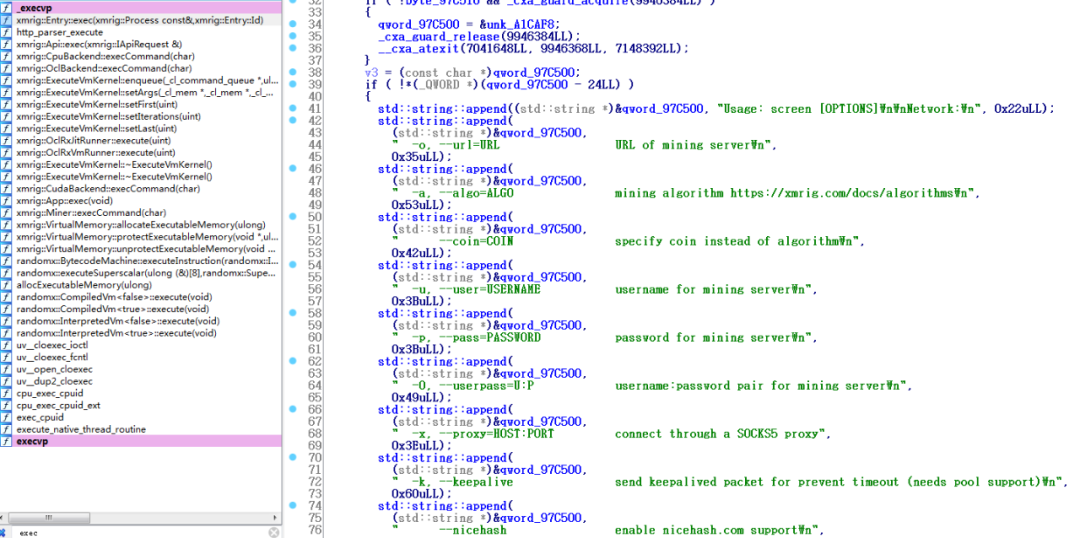 _execvp
xmrig::Entry::exec(xmrig::Process const&,xmrig::Entry::Id)
http_parser_execute
xmrig::Api::exec(xmrig::IApiRequest &)
xmrig::CpuBackend::execCommand(char)
xmrig::OclBackend::execCommand(char)
xmrig::ExecuteVmKernel::enqueue(_cl_command_queue *,ul...
xmrig::ExecuteVmKernel::setArgs(_cl_mem *,_cl_mem *,_cl_...
xmrig::ExecuteVmKernel::setFirst(uint)
xmrig::ExecuteVmKernel::setIterations(uint)
xmrig::ExecuteVmKernel::setLast(uint)
xmrig::OclRxJitRunner::execute(uint)
xmrig::OclRxVmRunner::execute(uint)
xmrig::ExecuteVmKernel::~ExecuteVmKernel()
xmrig::ExecuteVmKernel::~ExecuteVmKernel()
xmrig::CudaBackend::execCommand(char)
xmrig::App::exec(void)
xmrig::Miner::execCommand(char)
xmrig::VirtualMemory::allocateExecutableMemory(ulong)
xmrig::VirtualMemory::protectExecutableMemory(void *,ul...
xmrig::VirtualMemory::unprotectExecutableMemory(void ...
randomx::BytecodeMachine::executeInstruction(randomx::I...
randomx::executeSuperscalar(ulong (&)[8],randomx::Supe...
allocExecutableMemory(ulong)
randomx::CompiledVm<false>::execute(void)
randomx::CompiledVm<true>::execute(void)
randomx::InterpretedVm<false>::execute(void)
randomx::InterpretedVm<true>::execute(void)
uv__cloexec_ioctl
uv__cloexec_fcntl
uv__open_cloexec
uv__dup2_cloexec
cpu_exec_cpuid
cpu_exec_cpuid_ext
exec_cpuid
execute_native_thread_routine
execvp
exec
32 if ( !byte_97C510 && _cxa_guard_acquire(9946384LL) )
33 {
34 qword_97C500 = &unk_A1CAF8;
35 _cxa_guard_release(9946384LL);
36 __cxa_atexit(7041648LL, 9946368LL, 7148392LL);
37 }
38 v3 = (const char *)qword_97C500;
39 if ( !*(_QWORD *)(qword_97C500 - 24LL) )
40 {
41 std::string::append((std::string *)&qword_97C500, "Usage: screen [OPTIONS]₩n₩nNetwork:₩n", 0x22uLL);
42 std::string::append(
43 (std::string *)&qword_97C500,
44 " -o, --url=URL URL of mining server₩n",
45 0x35uLL);
46 std::string::append(
47 (std::string *)&qword_97C500,
48 " -a, --algo=ALGO mining algorithm https://xmrig.com/docs/algorithms₩n",
49 0x53uLL);
50 std::string::append(
51 (std::string *)&qword_97C500,
52 " --coin=COIN specify coin instead of algorithm₩n",
53 0x42uLL);
54 std::string::append(
55 (std::string *)&qword_97C500,
56 " -u, --user=USERNAME username for mining server₩n",
57 0x3BuLL);
58 std::string::append(
59 (std::string *)&qword_97C500,
60 " -p, --pass=PASSWORD password for mining server₩n",
61 0x3BuLL);
62 std::string::append(
63 (std::string *)&qword_97C500,
64 " -O, --userpass=U:P username:password pair for mining server₩n",
65 0x49uLL);
66 std::string::append(
67 (std::string *)&qword_97C500,
68 " -x, --proxy=HOST:PORT connect through a SOCKS5 proxy",
69 0x3EuLL);
70 std::string::append(
71 (std::string *)&qword_97C500,
72 " -k, --keepalive send keepalived packet for prevent timeout (needs pool support)₩n",
73 0x60uLL);
74 std::string::append(
75 (std::string *)&qword_97C500,
76 " --nicehash enable nicehash.com support₩n",